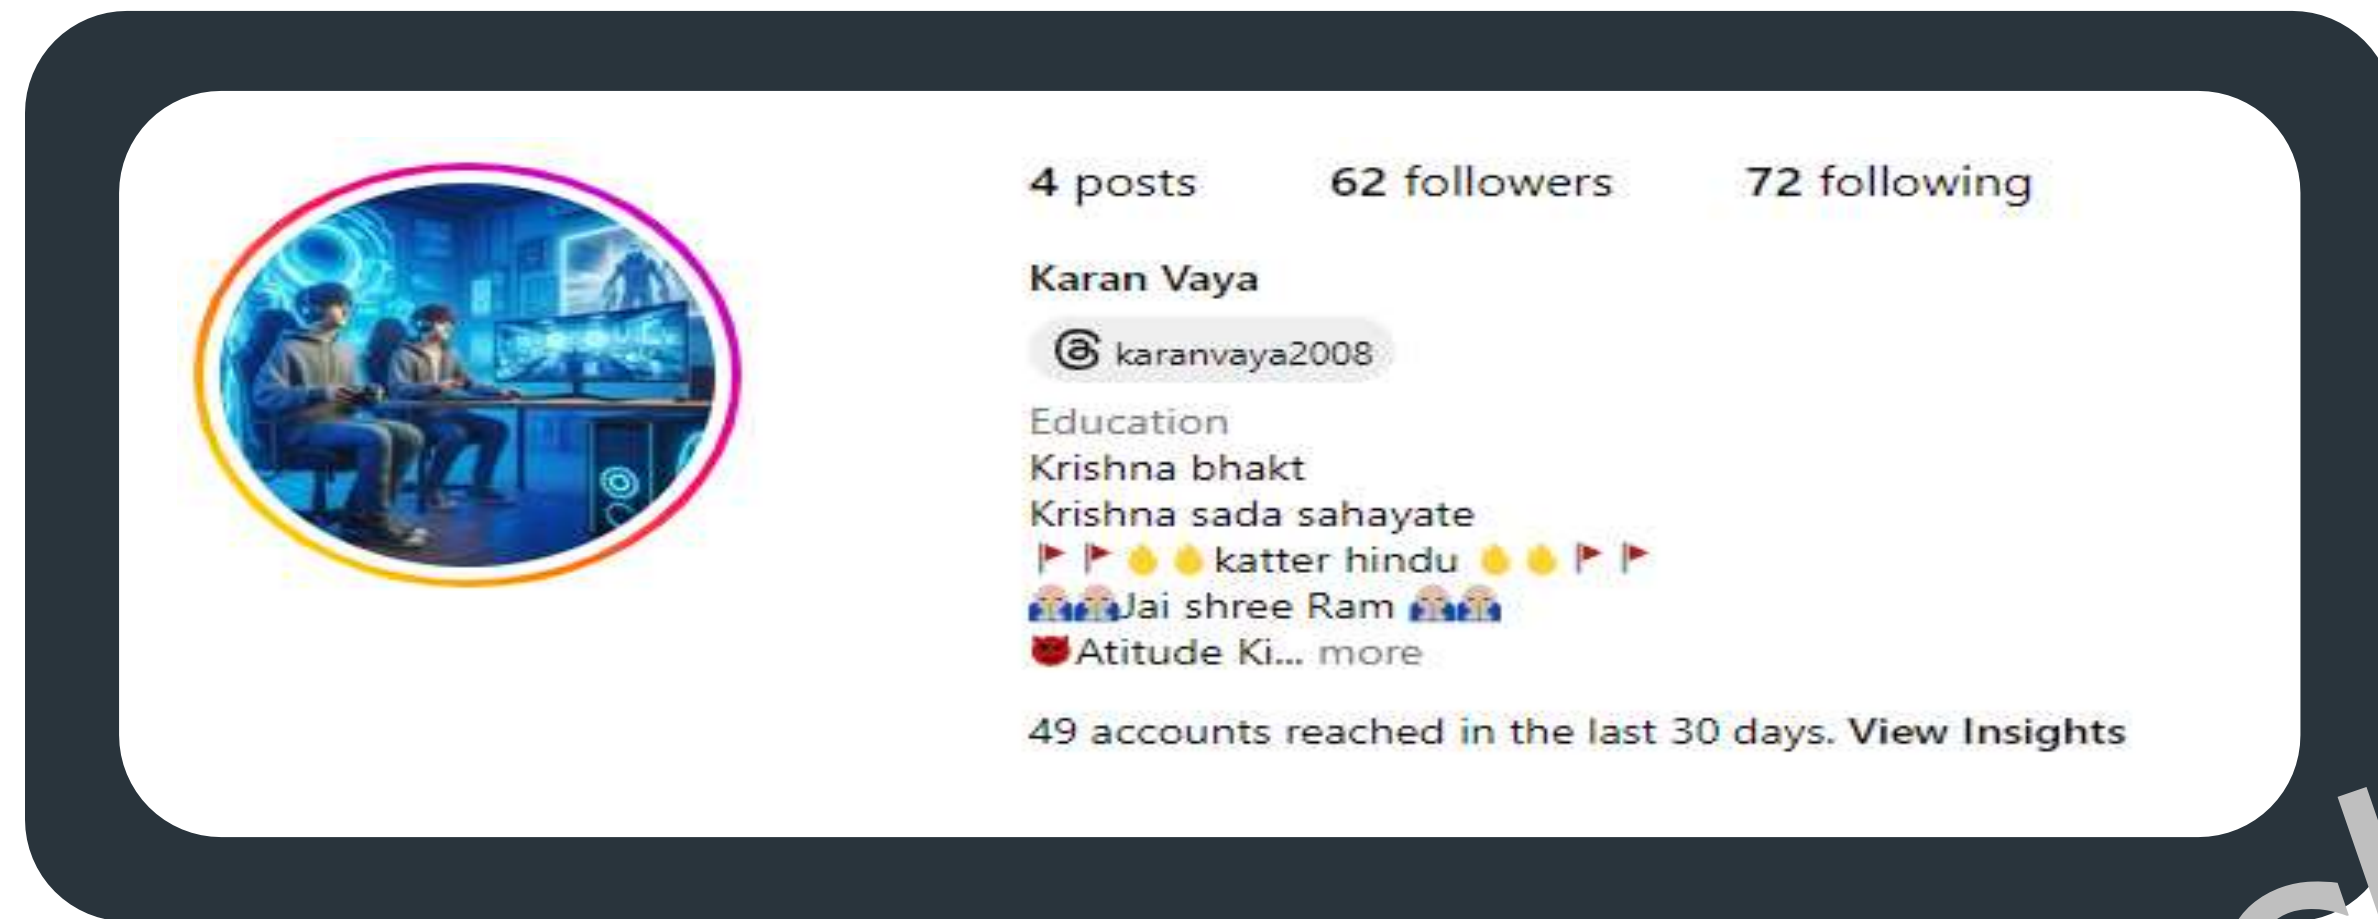 4 posts 62 followers 72 following
Karan Vaya
karanvaya2008
Education
Krishna bhakt
Krishna sada sahayate
katter hindu
Jai shree Ram
Atitude Ki... more
49 accounts reached in the last 30 days. View Insights